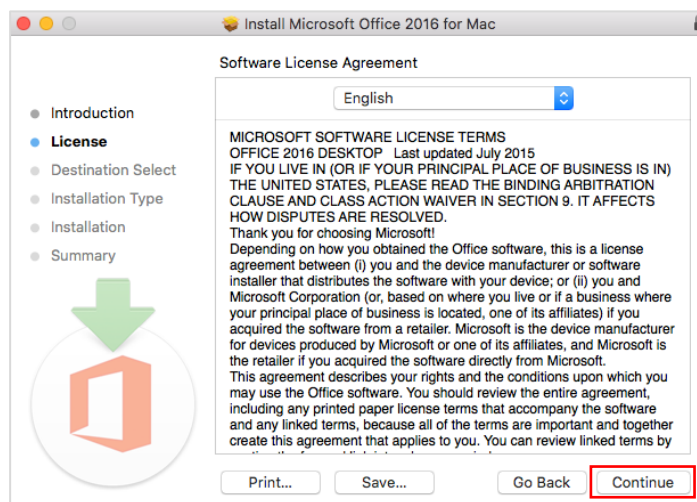 Install Microsoft Office 2016 for Mac
Software License Agreement
English
Introduction
License
Destination Select
Installation Type
Installation
Summary
MICROSOFT SOFTWARE LICENSE TERMS
OFFICE 2016 DESKTOP   Last updated July 2015
IF YOU LIVE IN (OR IF YOUR PRINCIPAL PLACE OF BUSINESS IS IN)
THE UNITED STATES, PLEASE READ THE BINDING ARBITRATION
CLAUSE AND CLASS ACTION WAIVER IN SECTION 9. IT AFFECTS
HOW DISPUTES ARE RESOLVED.
Thank you for choosing Microsoft!
Depending on how you obtained the Office software, this is a license
agreement between (i) you and the device manufacturer or software
installer that distributes the software with your device; or (ii) you and
Microsoft Corporation (or, based on where you live or if a business where
your principal place of business is located, one of its affiliates) if you
acquired the software from a retailer. Microsoft is the device manufacturer
for devices produced by Microsoft or one of its affiliates, and Microsoft is
the retailer if you acquired the software directly from Microsoft.
This agreement describes your rights and the conditions upon which you
may use the Office software. You should review the entire agreement,
including any printed paper license terms that accompany the software
and any linked terms, because all of the terms are important and together
create this agreement that applies to you. You can review linked terms by
Print...
Save...
Go Back
Continue